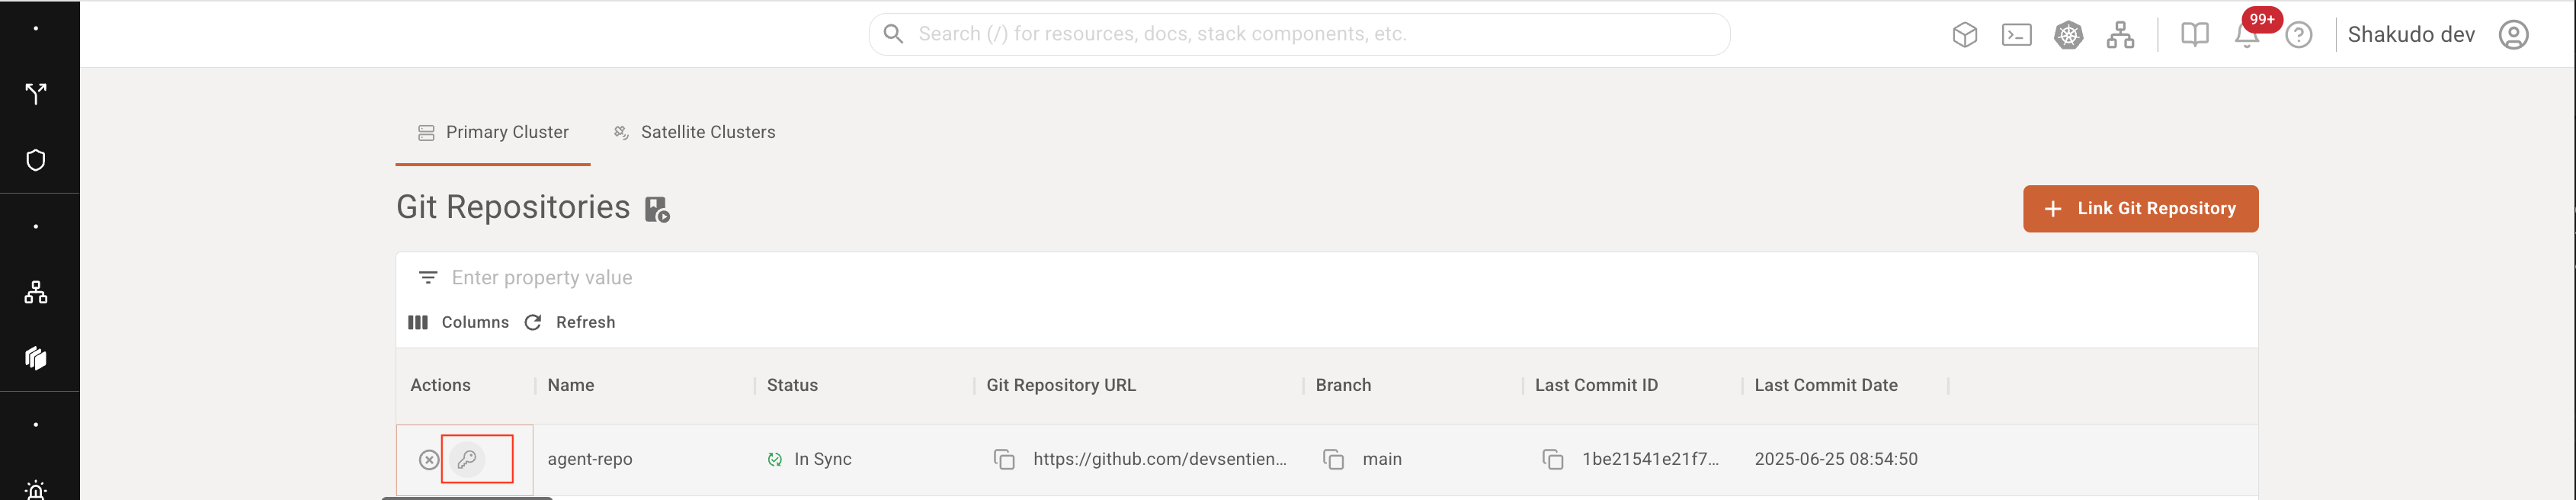 Search (/) for resources, docs, stack components, etc.
99+
Shakudo dev
Primary Cluster
Satellite Clusters
Git Repositories
+ Link Git Repository
Enter property value
Columns
Refresh
Actions
Name
Status
Git Repository URL
Branch
Last Commit ID
Last Commit Date
agent-repo
In Sync
https://github.com/devsentien...
main
1be21541e21f7...
2025-06-25 08:54:50